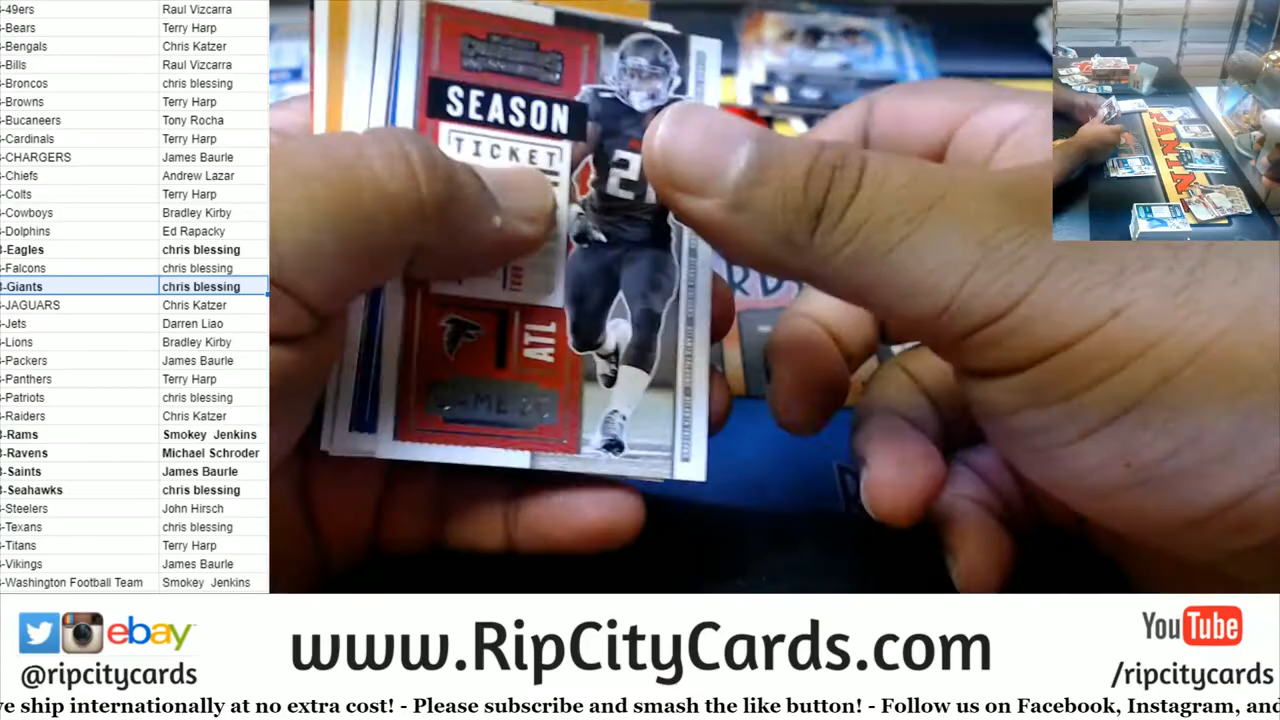 -49ers Raul Vizcarra
-Bears Terry Harp
-Bengals Chris Katzer
-Bills Raul Vizcarra
-Broncos chris blessing
-Browns Terry Harp
-Bucaneers Tony Rocha
-Cardinals Terry Harp
-CHARGERS James Baurle
-Chiefs Andrew Lazar
-Colts Terry Harp
-Cowboys Bradley Kirby
-Dolphins Ed Rapacky
-Eagles chris blessing
-Falcons chris blessing
-Giants chris blessing
-JAGUARS Chris Katzer
-Jets Darren Liao
-Lions Bradley Kirby
-Packers James Baurle
-Panthers Terry Harp
-Patriots chris blessing
-Raiders Chris Katzer
-Rams Smokey Jenkins
-Ravens Michael Schroder
-Saints James Baurle
-Seahawks chris blessing
-Steelers John Hirsch
-Texans chris blessing
-Titans Terry Harp
-Vikings James Baurle
-Washington Football Team Smokey Jenkins
SEASON
TICKET
ATL
PANINI
ebay
@ripcitycards
www.RipCityCards.com
YouTube
/ripcitycards
ve ship internationally at no extra cost! - Please subscribe and smash the like button! - Follow us on Facebook, Instagram, and